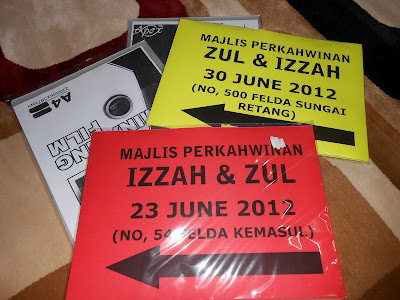 MAJLIS PERKAHWINAN
ZUL & IZZAH
30 JUNE 2012
(NO, 500 FELDA SUNGAI
RETANG)
MAJLIS PERKAHWINAN
IZZAH & ZUL
23 JUNE 2012
(NO, 54 FELDA KEMASUL)
A4
FILM